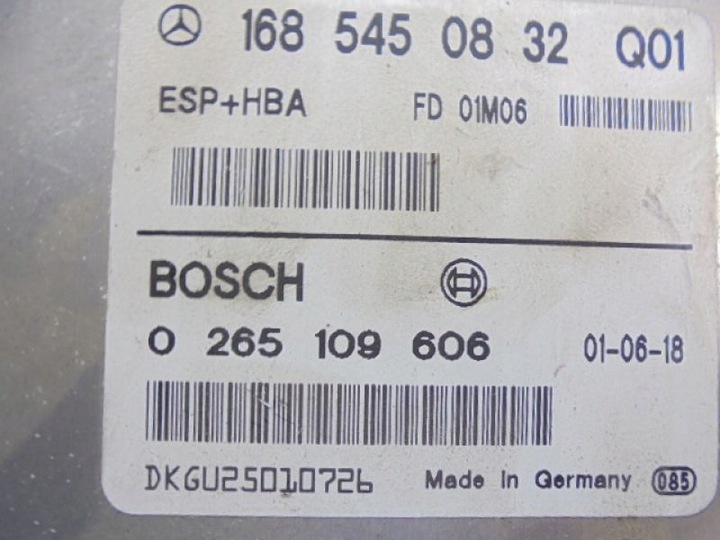 168 545 08 32 Q01
ESP+HBA FD 01M06
BOSCH
0 265 109 606 01-06-18
DKGU25010726 Made in Germany 085